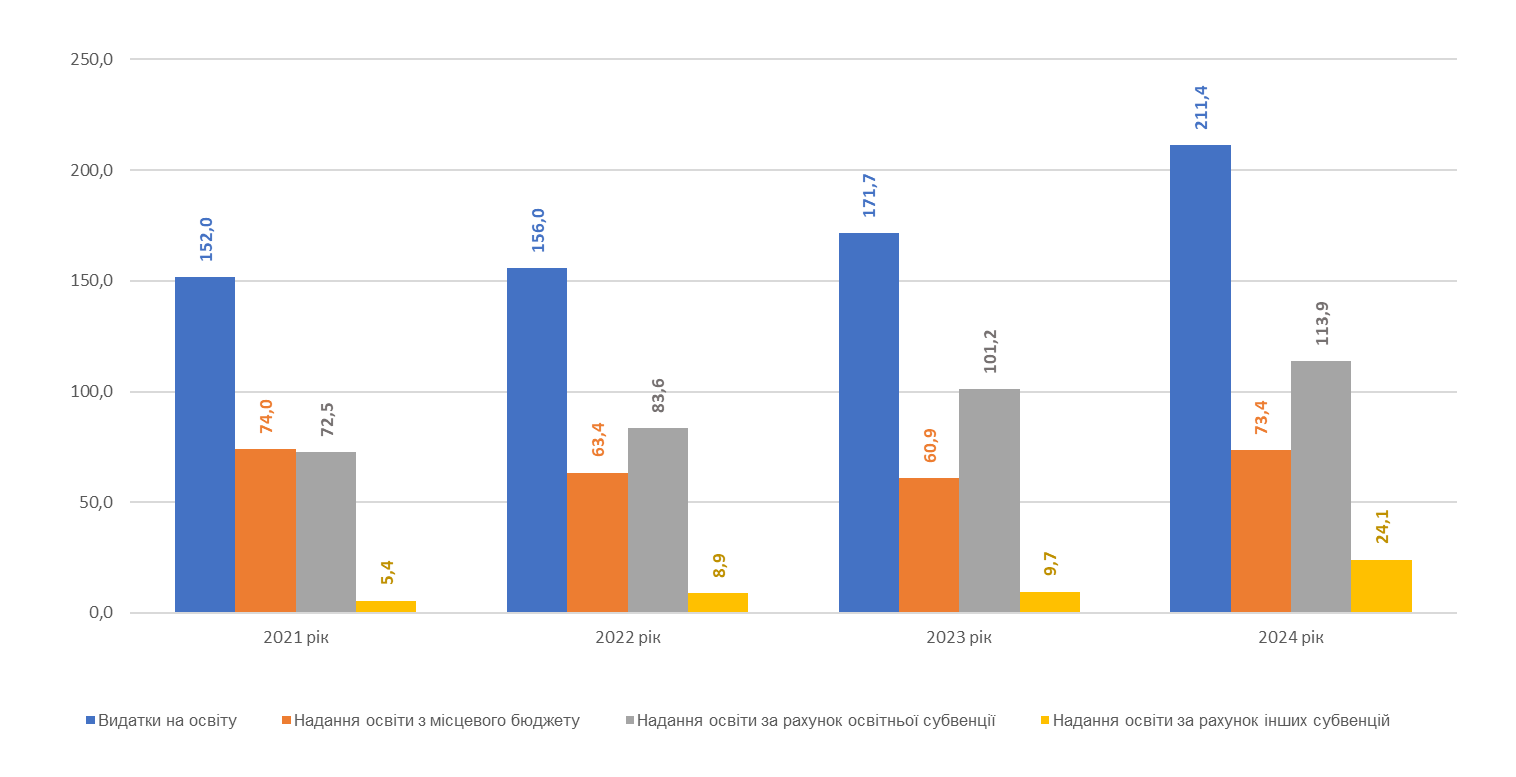 250,0
200,0
150,0
100,0
50,0
0,0
152,0
74,0
72,5
5,4
156,0
63,4
83,6
8,9
171,7
60,9
101,2
9,7
211,4
73,4
113,9
24,1
2021 рік
2022 рік
2023 рік
2024 рік
Видатки на освіту
Надання освіти з місцевого бюджету
Надання освіти за рахунок освітньої субвенції
Надання освіти за рахунок інших субвенцій